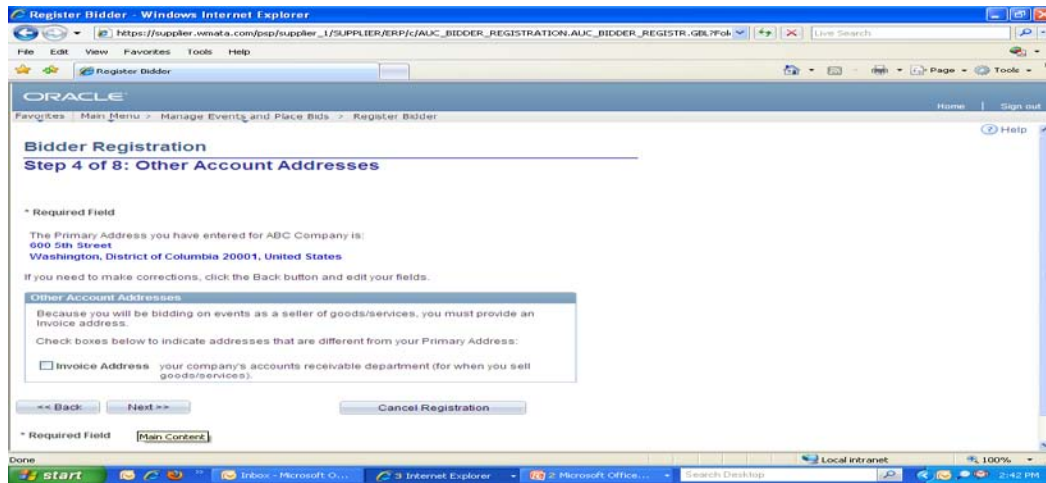 Register Bidder - Windows Internet Explorer
https://supplier.wmata.com/psp/supplier_1/SUPPLIER/ERP/c/AUC_BIDDER_REGISTRATION.AUC_BIDDER_REGISTR.GBL?Fol
Live Search
File Edit View Favorites Tools Help
Register Bidder
Page Tools
ORACLE
Home | Sign out
Favorites Main Menu > Manage Events and Place Bids > Register Bidder
Help
Bidder Registration
Step 4 of 8: Other Account Addresses
* Required Field
The Primary Address you have entered for ABC Company is:
600 5th Street
Washington, District of Columbia 20001, United States
If you need to make corrections, click the Back button and edit your fields.
Other Account Addresses
Because you will be bidding on events as a seller of goods/services, you must provide an
Invoice address.
Check boxes below to indicate addresses that are different from your Primary Address:
Invoice Address your company's accounts receivable department (for when you sell
goods/services).
<< Back Next >> Cancel Registration
* Required Field Main Content
Done Local intranet 100%
start Inbox - Microsoft O... 3 Internet Explorer 2 Microsoft Office... Search Desktop 2:42 PM